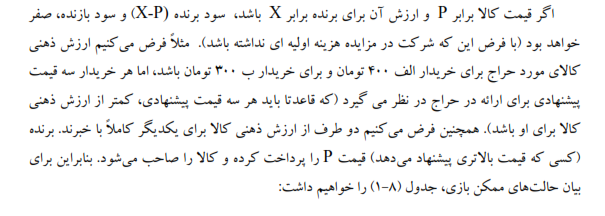 اگر قیمت کالا برابر P و ارزش آن برای برنده برابر X باشد، سود برنده (X-P) و سود بازنده، صفر
خواهد بود (با فرض این که شرکت در مزایده هزینه اولیه ای نداشته باشد). مثلاً فرض می‌کنیم ارزش ذهنی
کالای مورد حراج برای خریدار الف ۴۰۰ تومان و برای خریدار ب ۳۰۰ تومان باشد، اما هر خریدار سه قیمت
پیشنهادی برای ارائه در حراج در نظر می گیرد (که قاعدتا باید هر سه قیمت پیشنهادی، کمتر از ارزش ذهنی
کالا برای او باشد). همچنین فرض می‌کنیم دو طرف از ارزش ذهنی کالا برای یکدیگر کاملاً با خبرند. برنده
(کسی که قیمت بالاتری پیشنهاد می‌دهد) قیمت P را پرداخت کرده و کالا را صاحب می‌شود. بنابراین برای
بیان حالت‌های ممکن بازی، جدول (۸-۱) را خواهیم داشت: